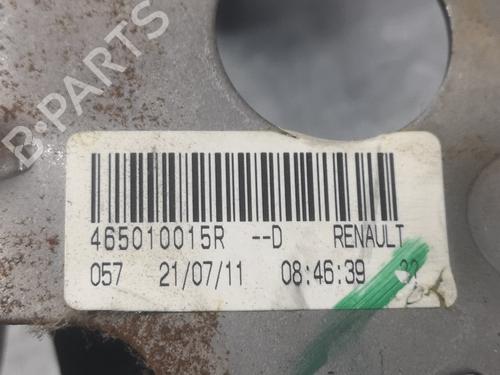 B-PARTS
465010015R --D RENAULT
057 21/07/11 08:46:39